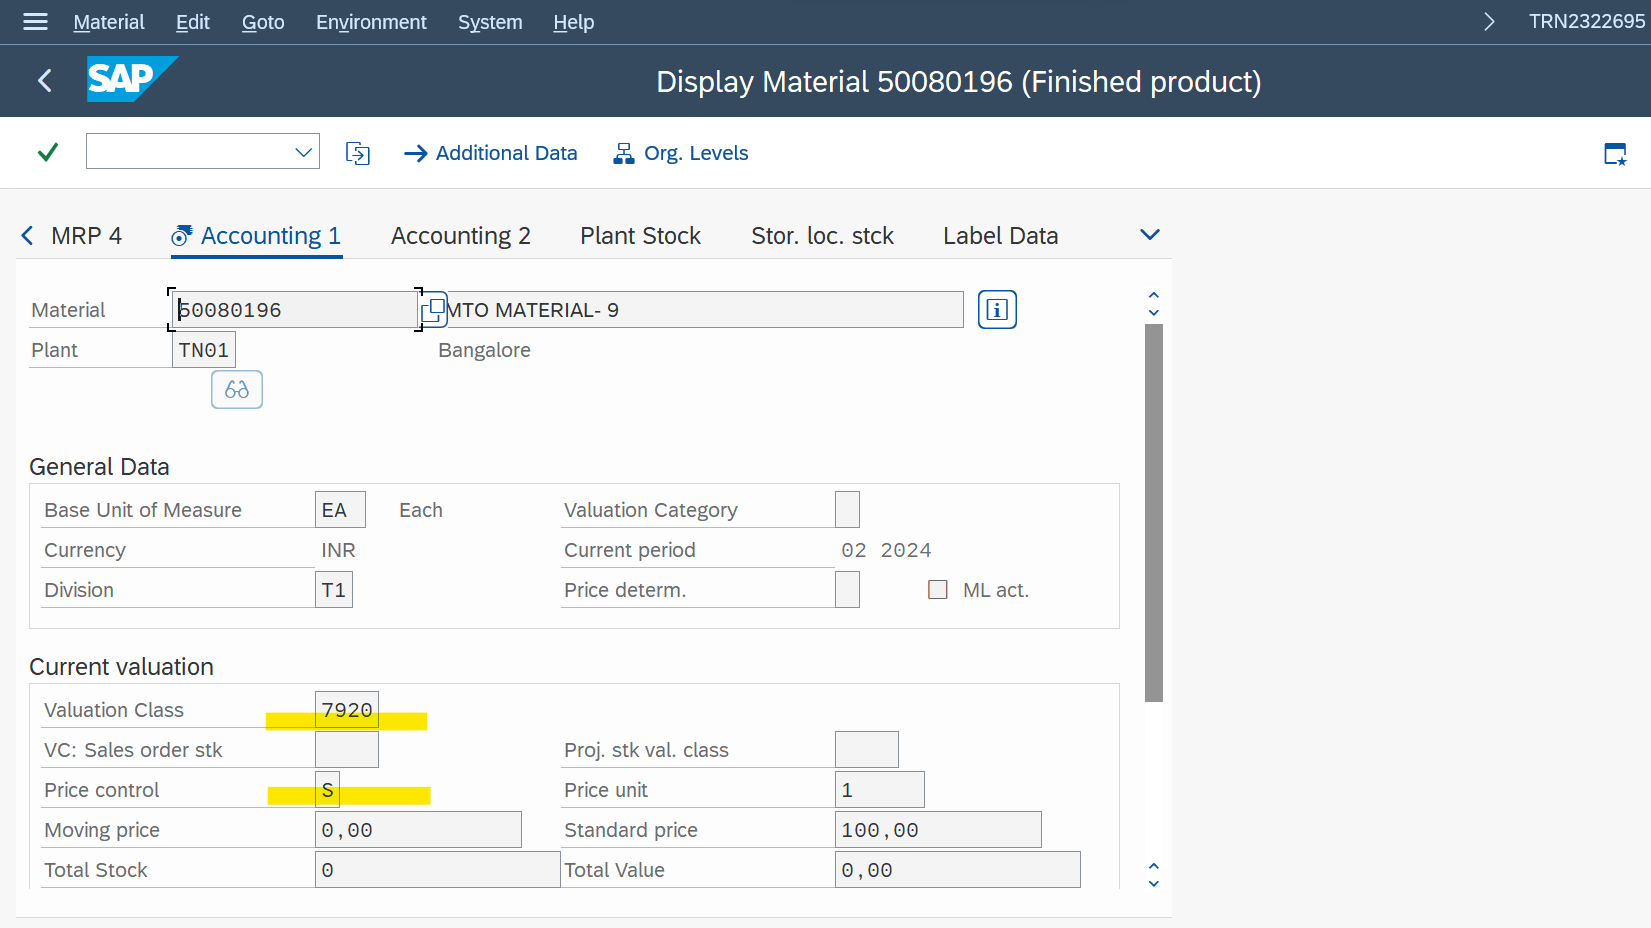 Material Edit Goto Environment System Help TRN2322695
SAP Display Material 50080196 (Finished product)
Additional Data Org. Levels
MRP 4 Accounting 1 Accounting 2 Plant Stock Stor. loc. stck Label Data
Material 50080196 MTO MATERIAL- 9
Plant TN01 Bangalore
General Data
Base Unit of Measure EA Each Valuation Category
Currency INR Current period 02 2024
Division T1 Price determ. ML act.
Current valuation
Valuation Class 7920
VC: Sales order stk Proj. stk val. class
Price control S Price unit 1
Moving price 0,00 Standard price 100,00
Total Stock 0 Total Value 0,00